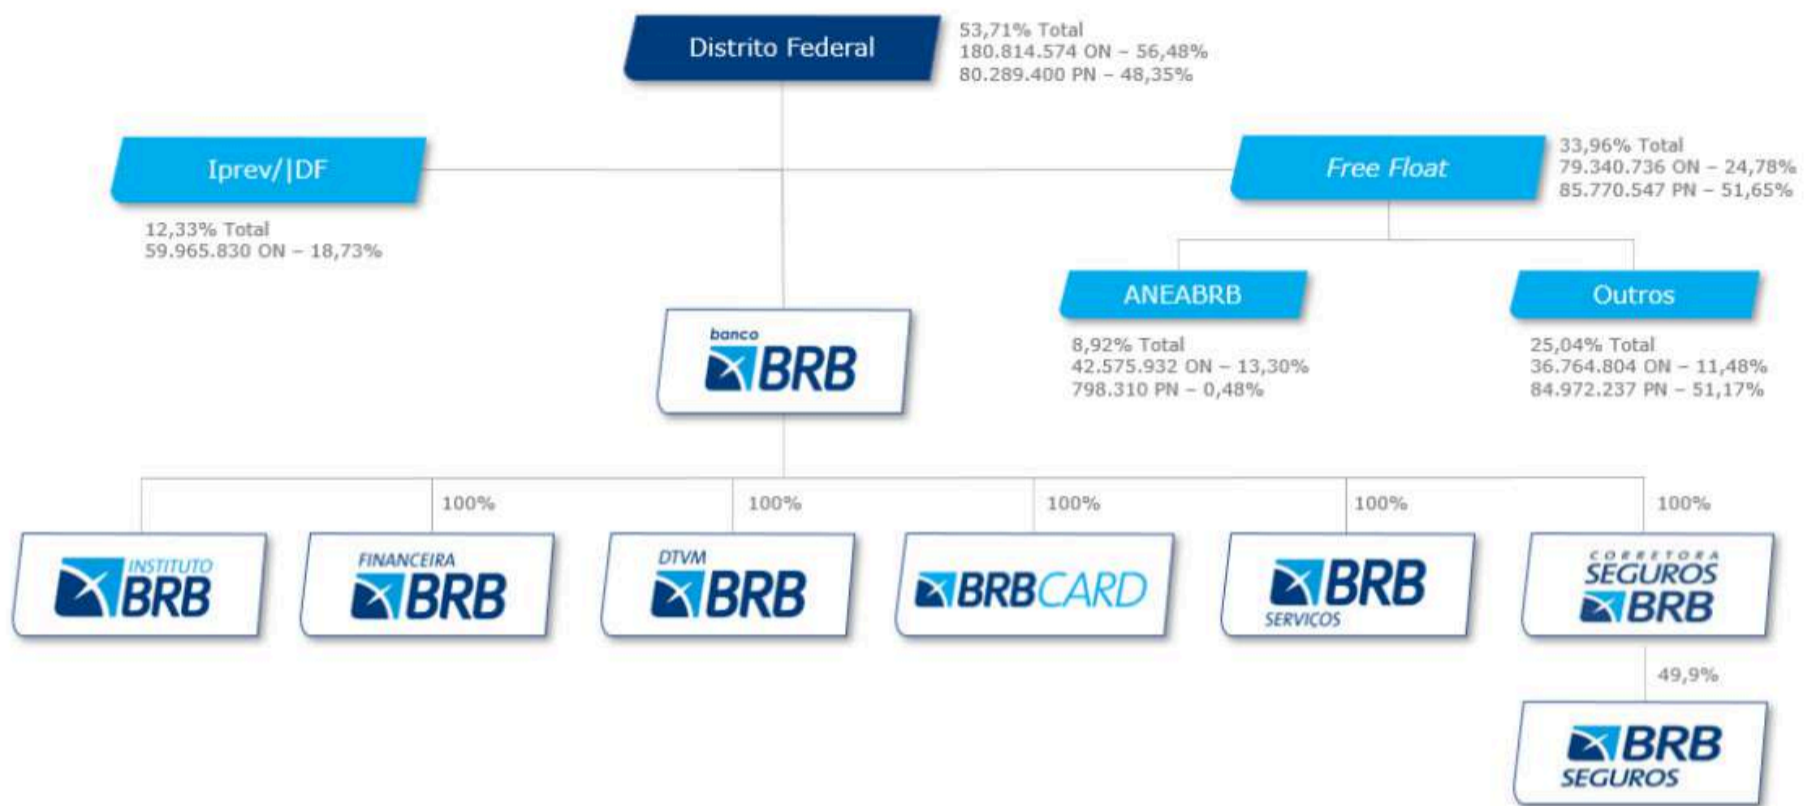 Distrito Federal
53,71% Total
180.814.574 ON – 56,48%
80.289.400 PN – 48,35%
Iprev/|DF
12,33% Total
59.965.830 ON – 18,73%
Free Float
33,96% Total
79.340.736 ON – 24,78%
85.770.547 PN – 51,65%
ANEABRB
8,92% Total
42.575.932 ON – 13,30%
798.310 PN – 0,48%
Outros
25,04% Total
36.764.804 ON – 11,48%
84.972.237 PN – 51,17%
banco
BRB
100%
100%
100%
100%
100%
INSTITUTO
BRB
FINANCEIRA
BRB
DTVM
BRB
BRBCARD
BRB
SERVIÇOS
CORRETORA
SEGUROS
BRB
49,9%
BRB
SEGUROS